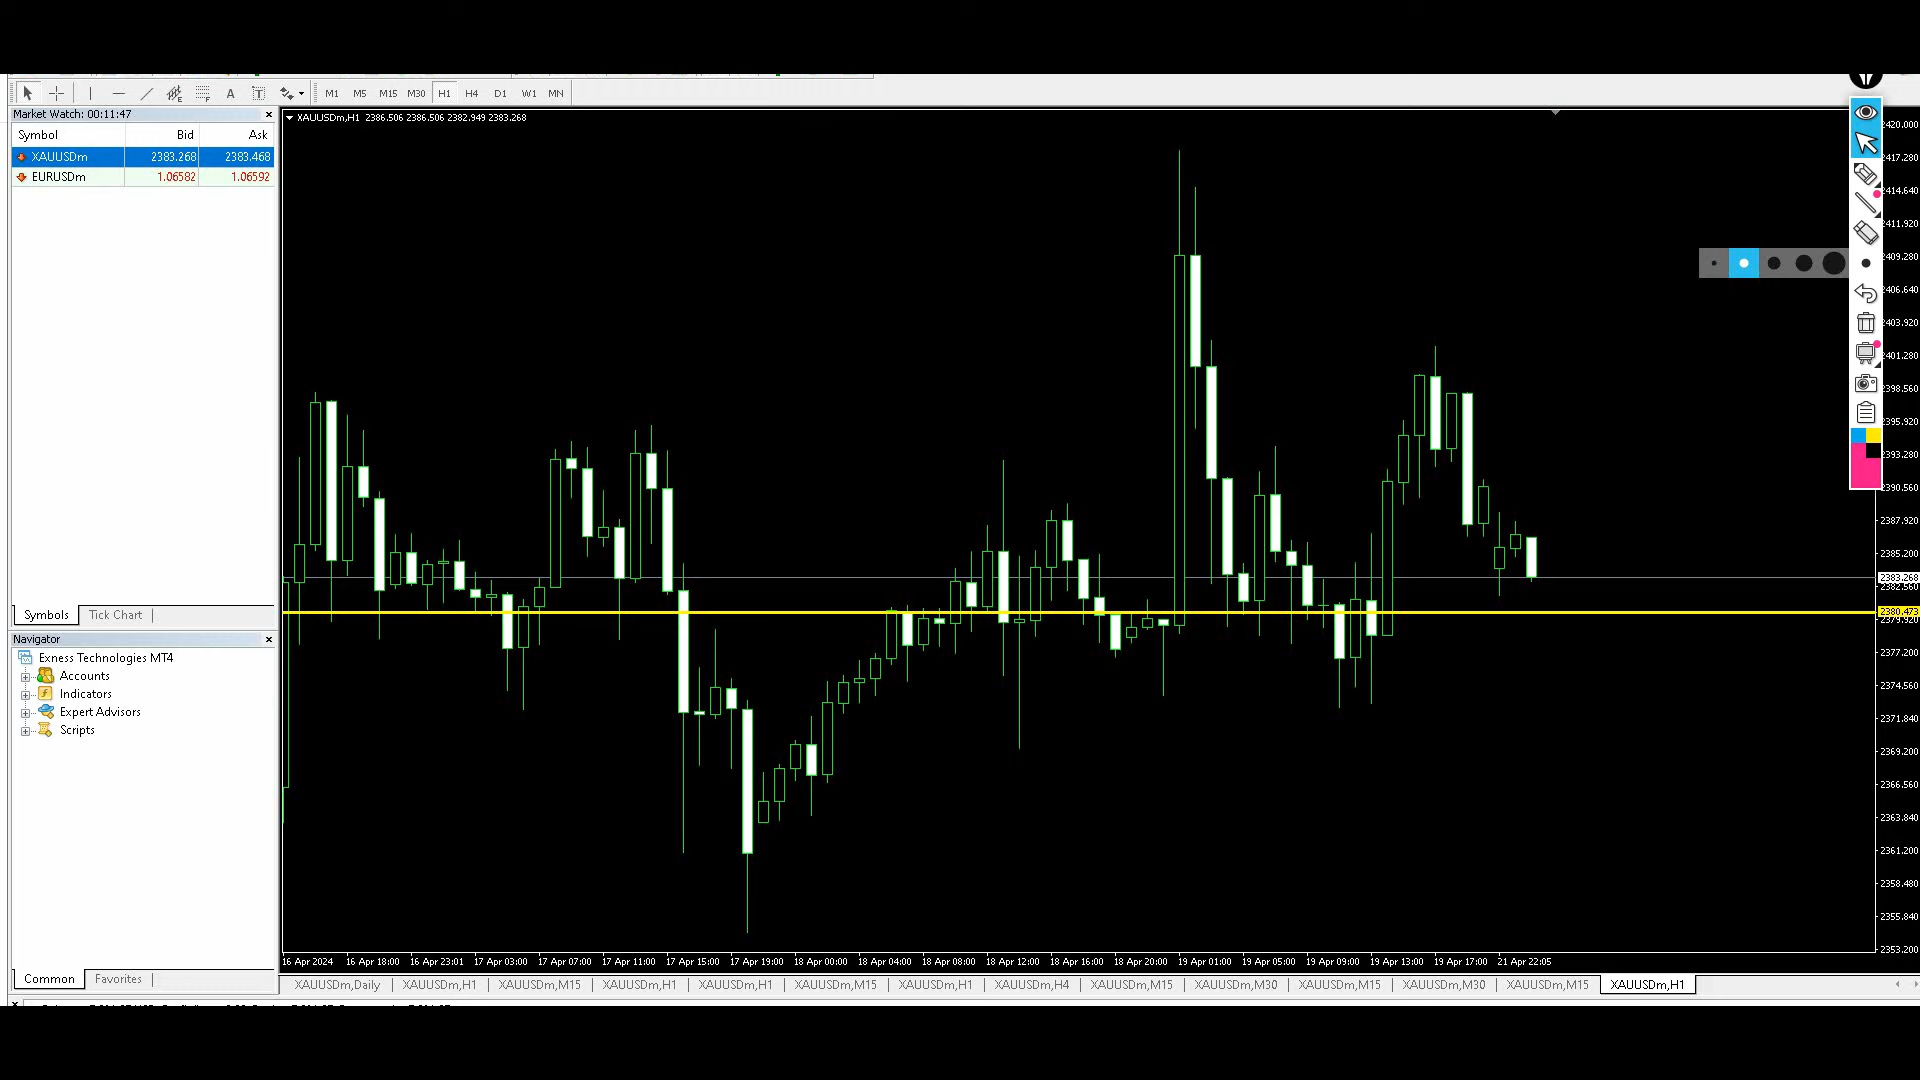 M1 M5 M15 M30 H1 H4 D1 W1 MN
Market Watch: 00:11:47
Symbol Bid Ask
XAUUSDm 2383.268 2383.468
EURUSDm 1.06582 1.06592
Symbols Tick Chart
Navigator
Exness Technologies MT4
Accounts
Indicators
Expert Advisors
Scripts
Common Favorites
XAUUSDm,H1 2386.506 2386.506 2382.949 2383.268
2420.000
2417.280
2414.640
2411.920
2409.280
2406.640
2403.920
2401.280
2398.560
2395.920
2393.280
2390.560
2387.920
2385.200
2383.268
2380.473
2379.920
2377.200
2374.560
2371.840
2369.200
2366.560
2363.840
2361.200
2358.480
2355.840
2353.200
16 Apr 2024 16 Apr 18:00 16 Apr 23:01 17 Apr 03:00 17 Apr 07:00 17 Apr 11:00 17 Apr 15:00 17 Apr 19:00 18 Apr 00:00 18 Apr 04:00 18 Apr 08:00 18 Apr 12:00 18 Apr 16:00 18 Apr 20:00 19 Apr 01:00 19 Apr 05:00 19 Apr 09:00 19 Apr 13:00 19 Apr 17:00 21 Apr 22:05
XAUUSDm,Daily XAUUSDm,H1 XAUUSDm,M15 XAUUSDm,H1 XAUUSDm,H1 XAUUSDm,M15 XAUUSDm,H1 XAUUSDm,H4 XAUUSDm,M15 XAUUSDm,M30 XAUUSDm,M15 XAUUSDm,M30 XAUUSDm,M15 XAUUSDm,H1